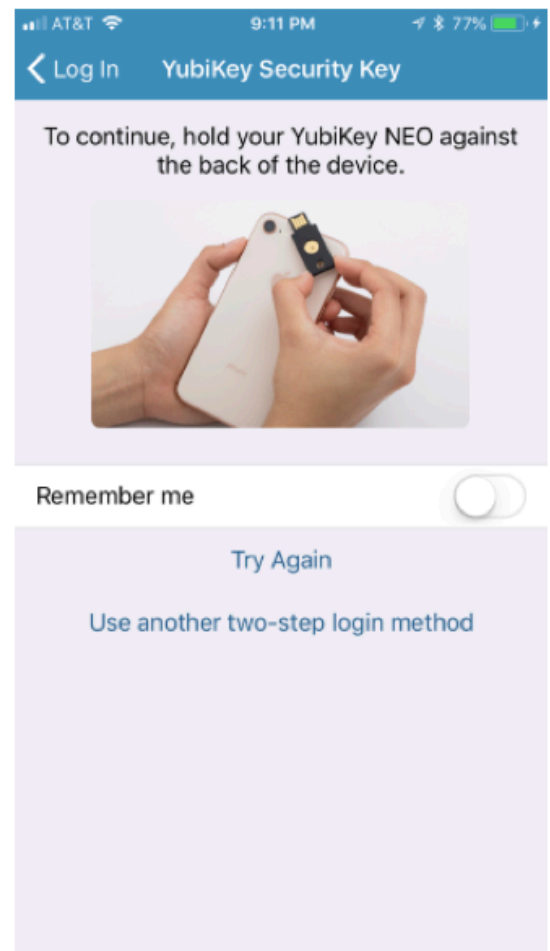 AT&T 9:11 PM 77%
Log In YubiKey Security Key
To continue, hold your YubiKey NEO against
the back of the device.
Remember me
Try Again
Use another two-step login method